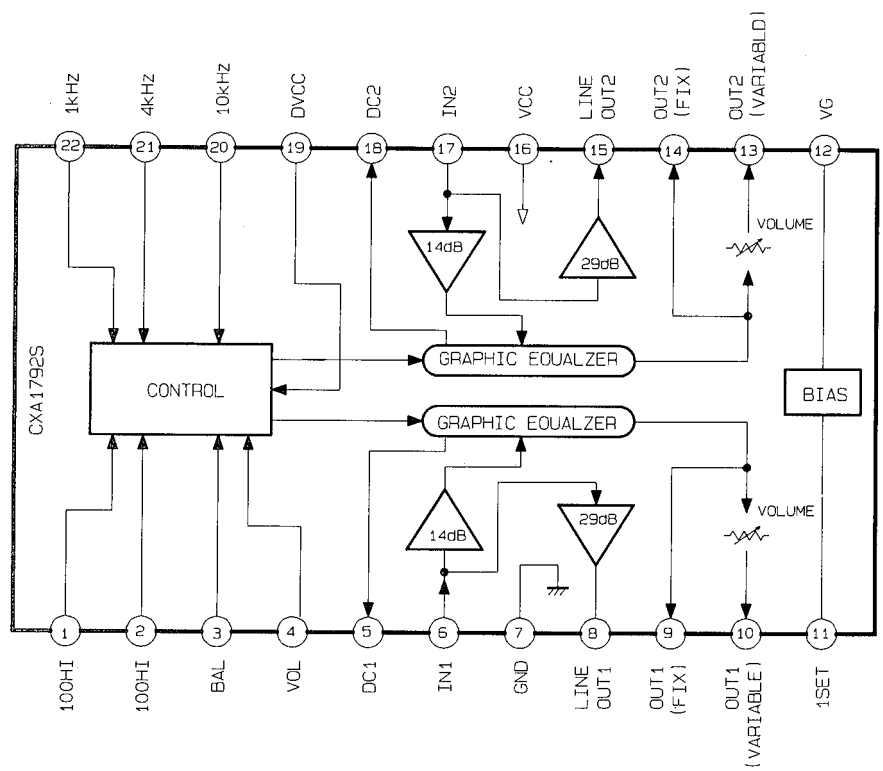 1kHz
4kHz
10kHz
DVCC
DC2
IN2
VCC
LINE
OUT2
OUT2
(FIX)
OUT2
(VARIABLD)
VG
22
21
20
19
18
17
16
15
14
13
12
CXA1792S
14dB
29dB
VOLUME
CONTROL
GRAPHIC EQUALZER
GRAPHIC EQUALZER
BIAS
14dB
29dB
VOLUME
1
2
3
4
5
6
7
8
9
10
11
100HI
100HI
BAL
VOL
DC1
IN1
GND
LINE
OUT1
OUT1
(FIX)
OUT1
(VARIABLE)
1SET